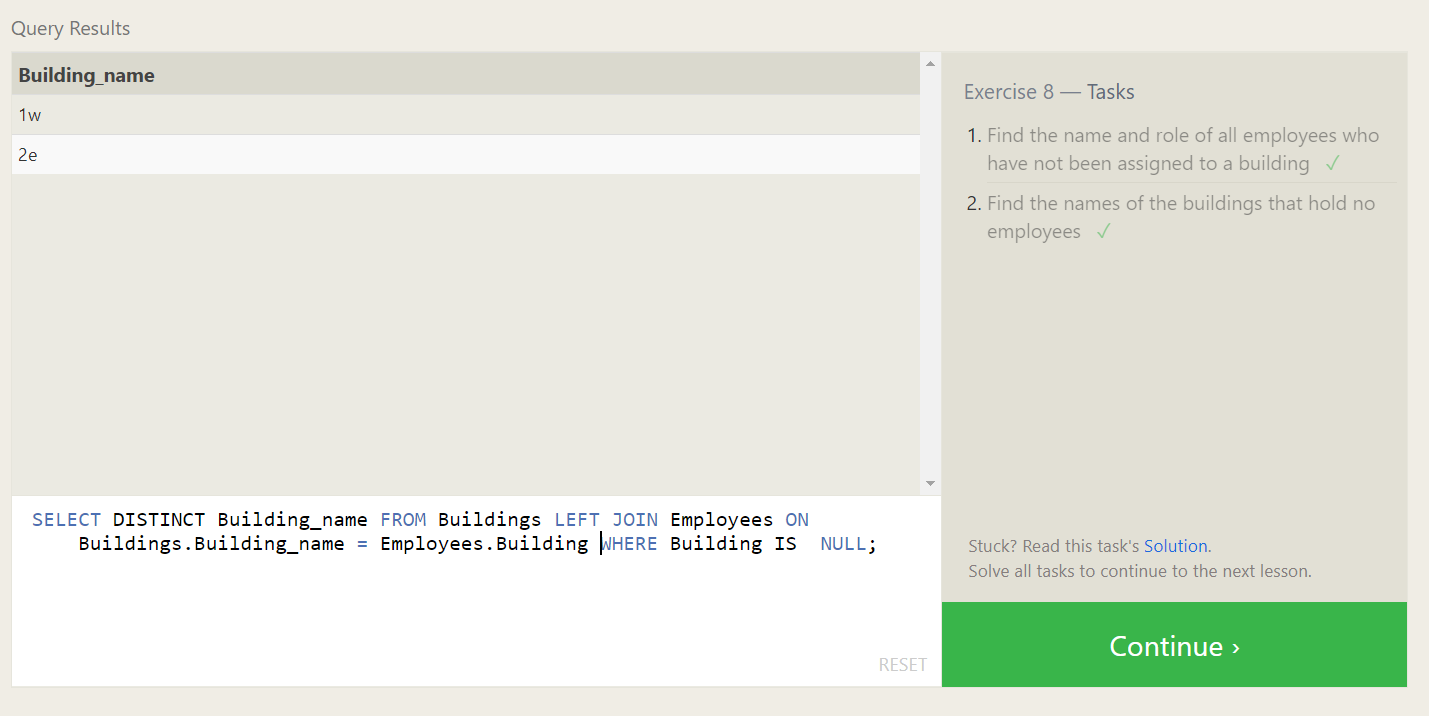 Query Results
Building_name
1w
2e
SELECT DISTINCT Building_name FROM Buildings LEFT JOIN Employees ON
Buildings.Building_name = Employees.Building WHERE Building IS  NULL;
RESET
Exercise 8 — Tasks
1. Find the name and role of all employees who
have not been assigned to a building ✓
2. Find the names of the buildings that hold no
employees ✓
Stuck? Read this task's Solution.
Solve all tasks to continue to the next lesson.
Continue ›